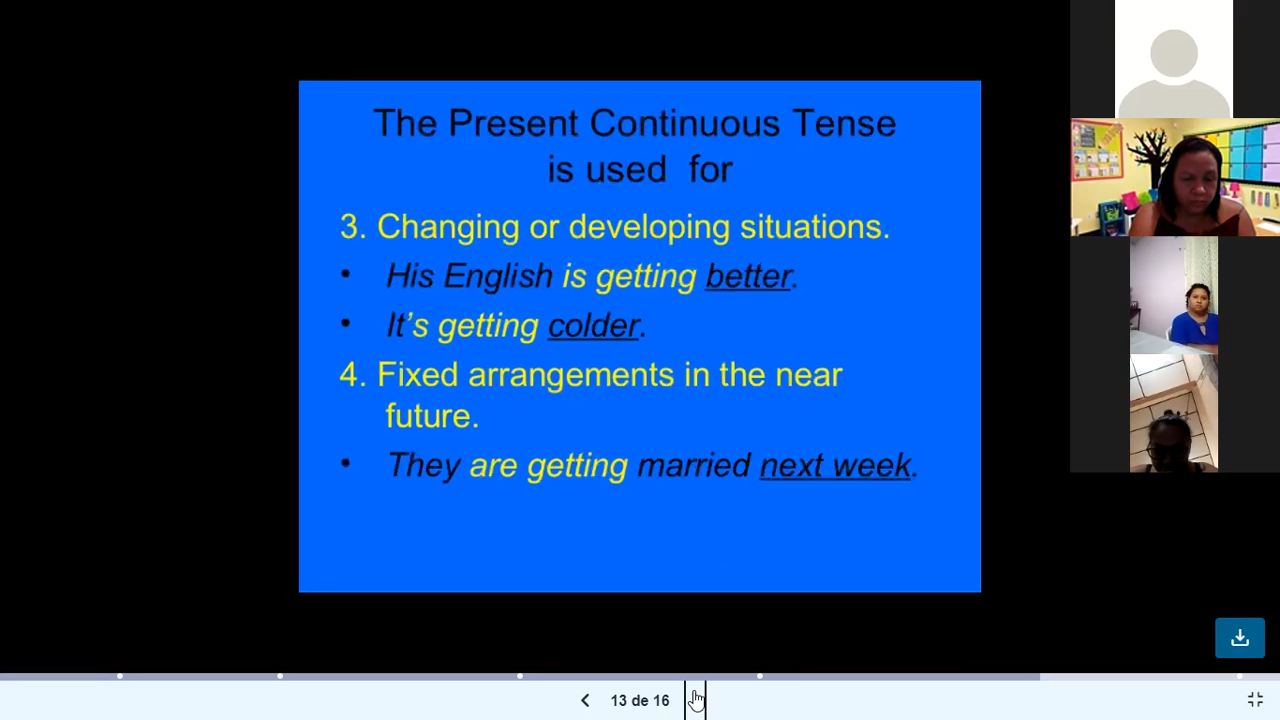 The Present Continuous Tense
is used for
3. Changing or developing situations.
• His English is getting better.
• It's getting colder.
4. Fixed arrangements in the near
future.
• They are getting married next week.
13 de 16